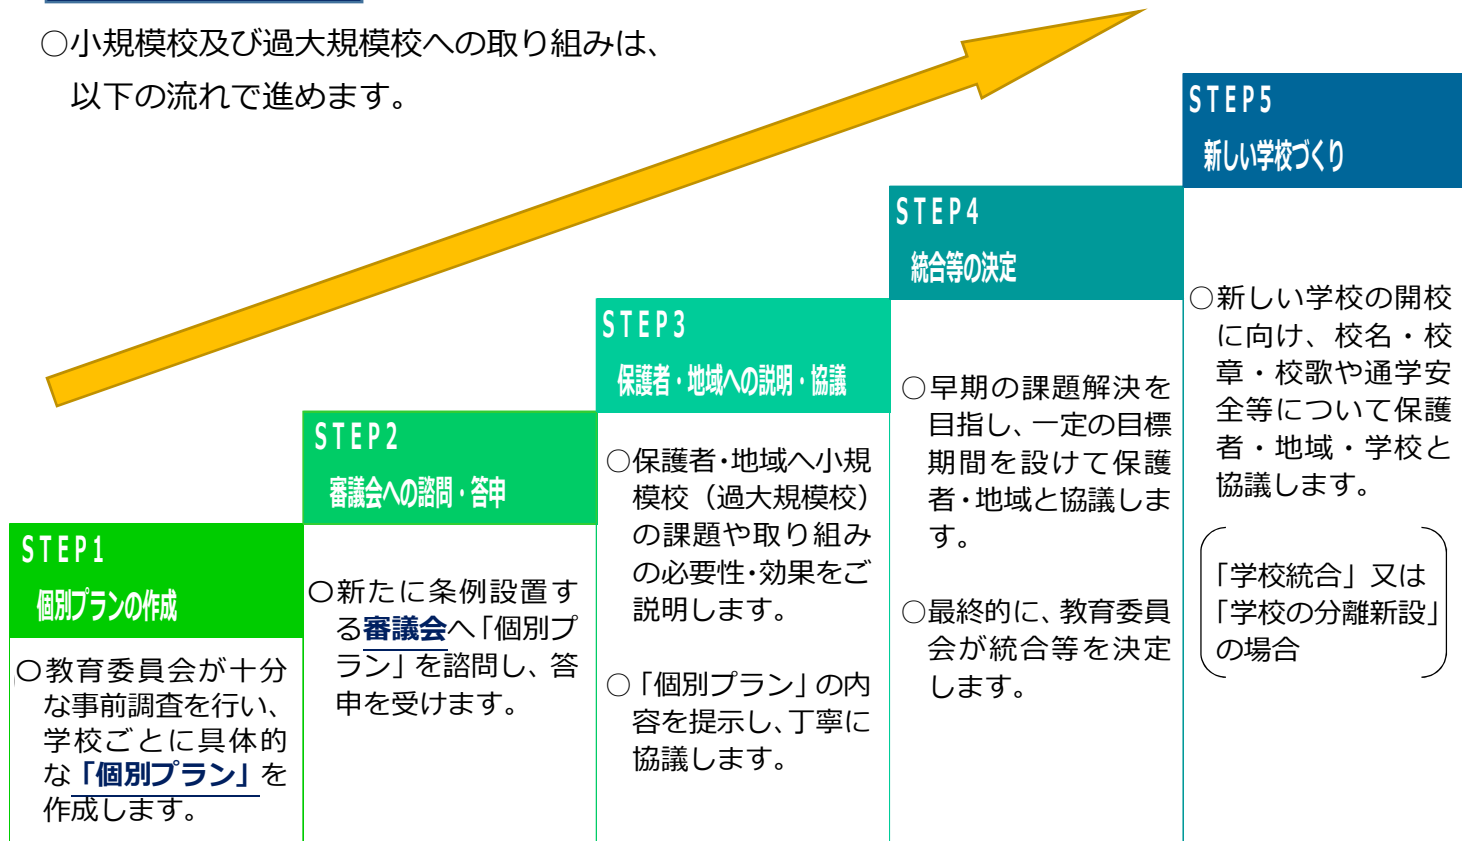 ○小規模校及び過大規模校への取り組みは、
以下の流れで進めます。
STEP1
個別プランの作成
○教育委員会が十分
な事前調査を行い、
学校ごとに具体的
な「個別プラン」を
作成します。
STEP2
審議会への諮問・答申
○新たに条例設置す
る審議会へ「個別プ
ラン」を諮問し、答
申を受けます。
STEP3
保護者・地域への説明・協議
○保護者・地域へ小規
模校（過大規模校）
の課題や取り組み
の必要性・効果をご
説明します。
○「個別プラン」の内
容を提示し、丁寧に
協議します。
STEP4
統合等の決定
○早期の課題解決を
目指し、一定の目標
期間を設けて保護
者・地域と協議しま
す。
○最終的に、教育委員
会が統合等を決定
します。
STEP5
新しい学校づくり
○新しい学校の開校
に向け、校名・校
章・校歌や通学安
全等について保護
者・地域・学校と
協議します。
「学校統合」又は
「学校の分離新設」
の場合